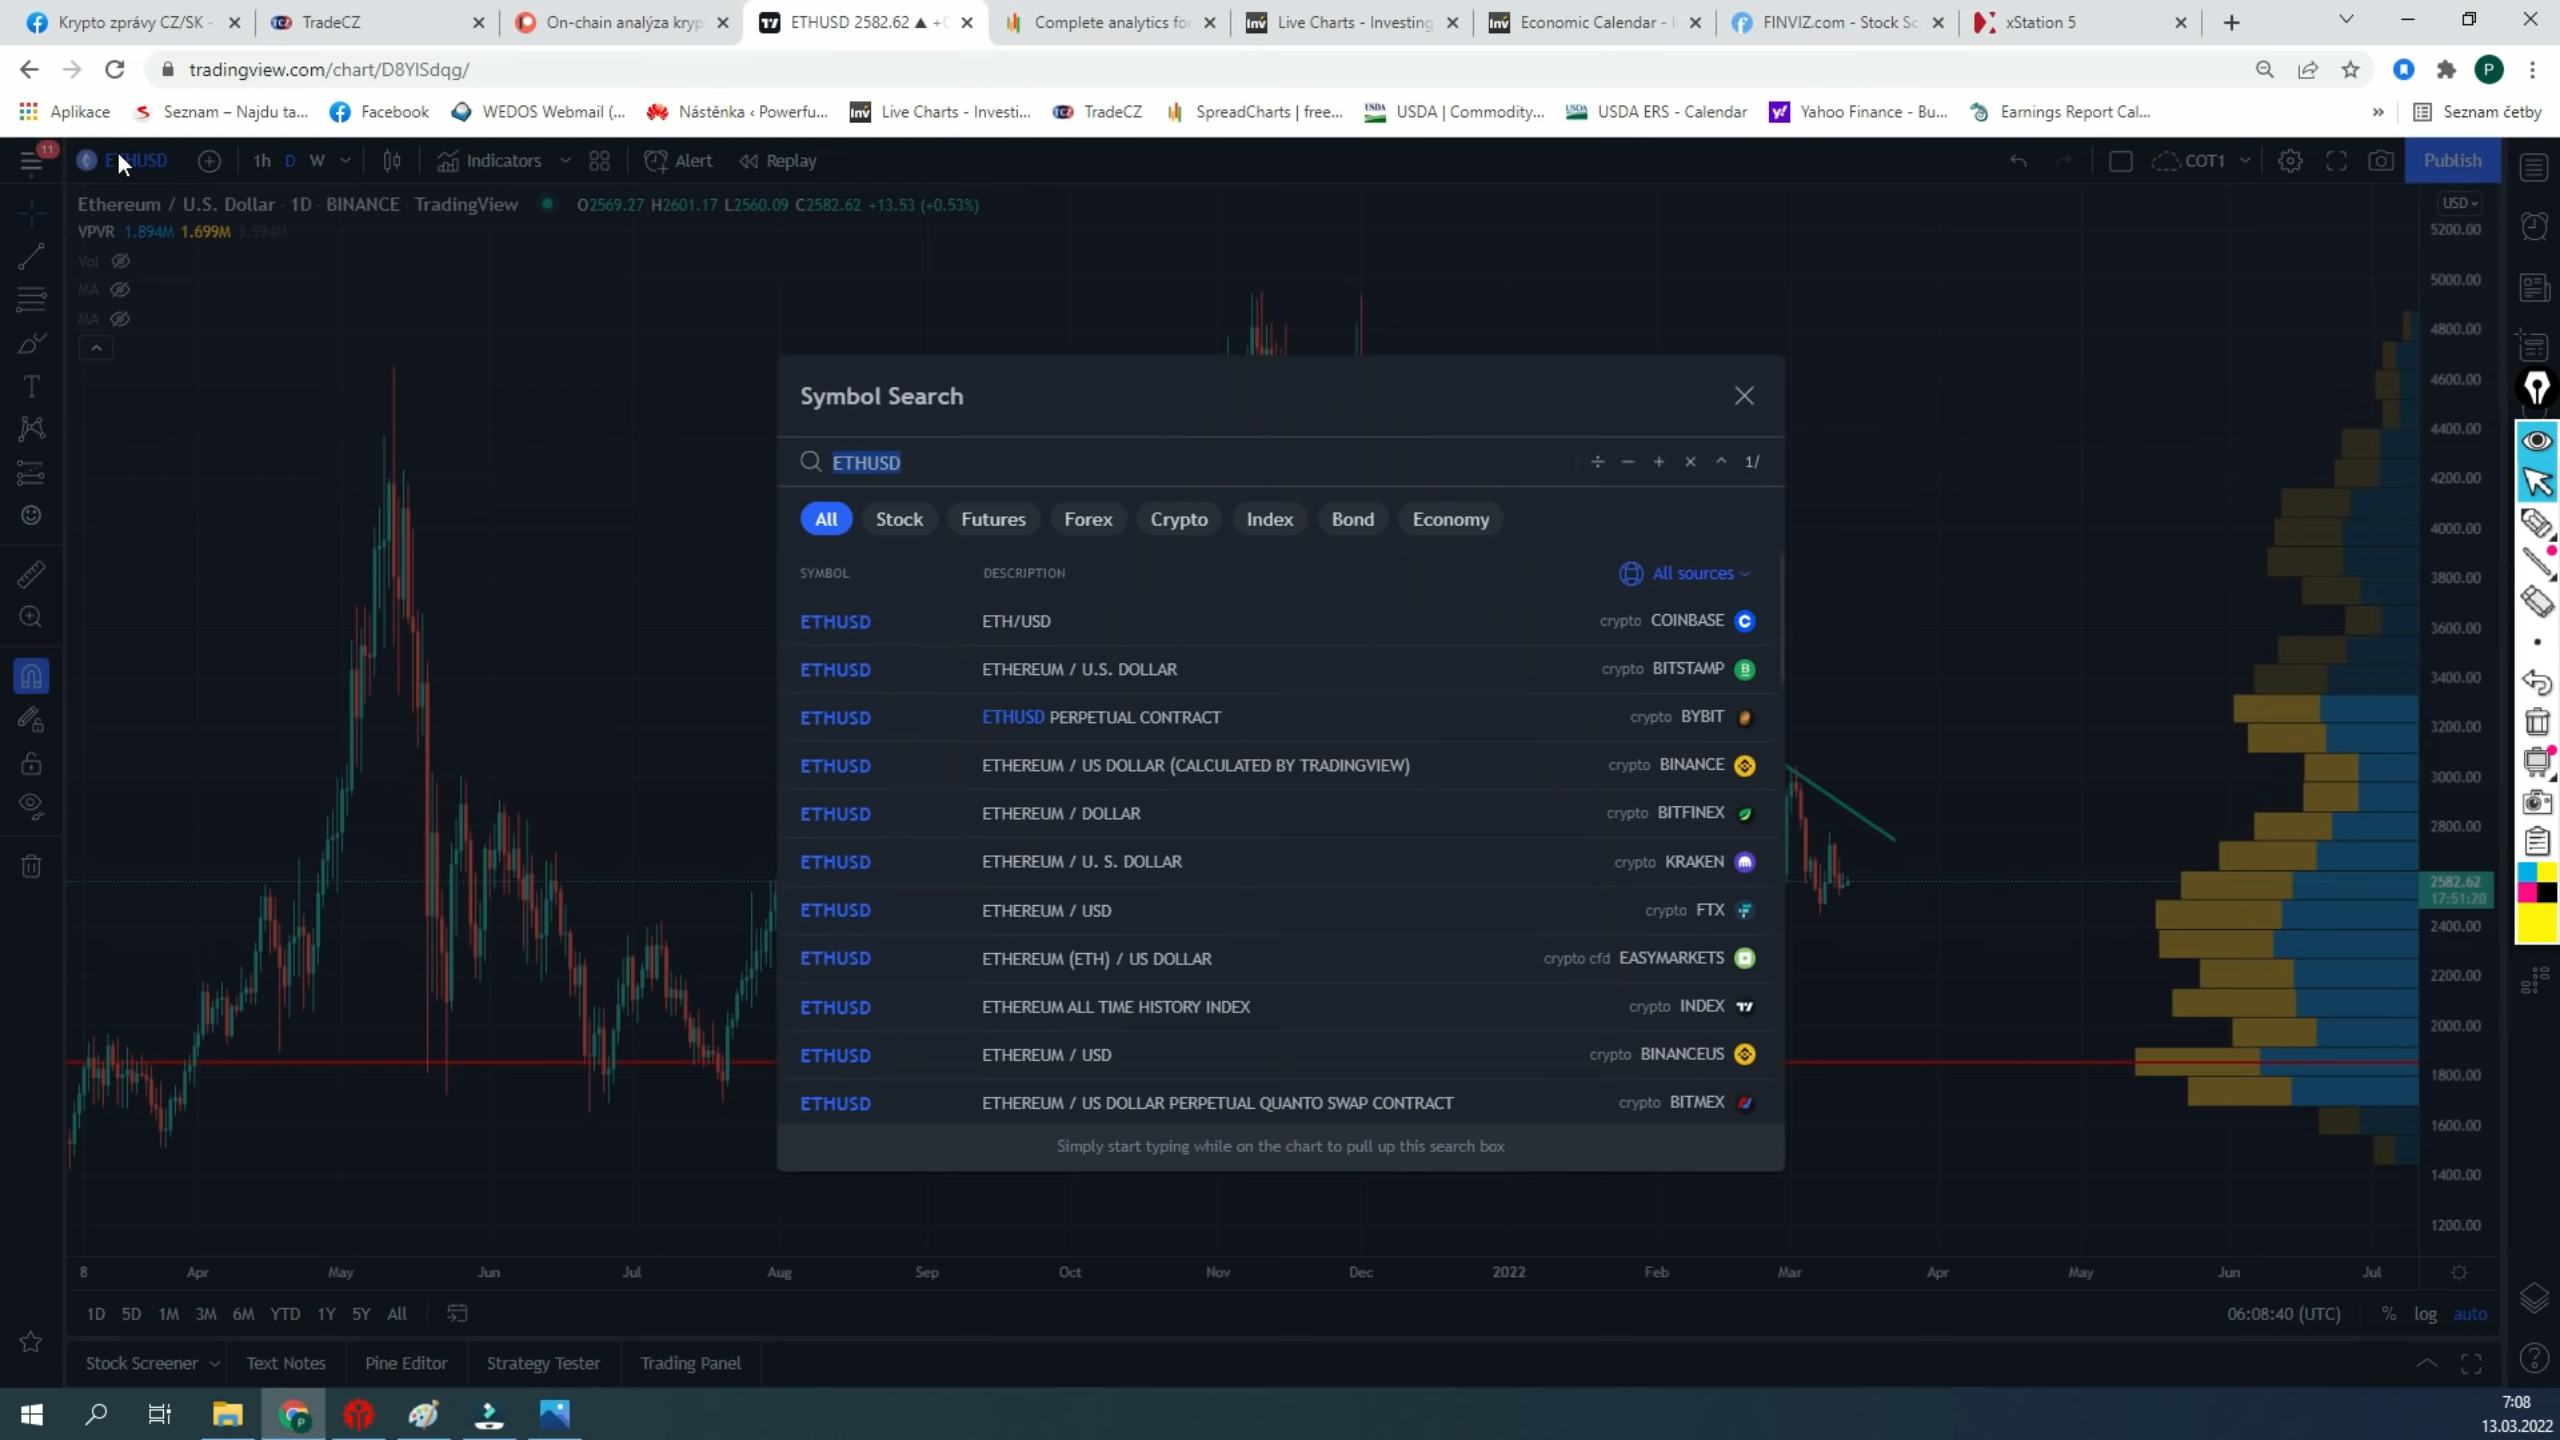 Krypto zprávy CZ/SK -
TradeCZ
On-chain analýza kryp
ETHUSD 2582.62 ▲ +0
Complete analytics for
Live Charts - Investing
Economic Calendar - I
FINVIZ.com - Stock Sc
xStation 5
tradingview.com/chart/D8YlSdqg/
P
Aplikace
Seznam – Najdu ta...
Facebook
WEDOS Webmail (...
Nástěnka ‹ Powerfu...
Live Charts - Investi...
TradeCZ
SpreadCharts | free...
USDA | Commodity...
USDA ERS - Calendar
Yahoo Finance - Bu...
Earnings Report Cal...
»
Seznam četby
11
ETHUSD
1h
D
W
Indicators
Alert
Replay
COT1
Publish
Ethereum / U.S. Dollar · 1D · BINANCE · TradingView
O2569.27 H2601.17 L2560.09 C2582.62 +13.53 (+0.53%)
USD
VPVR 1.894M 1.699M 3.594M
Vol
MA
MA
5200.00
5000.00
4800.00
4600.00
4400.00
4200.00
4000.00
3800.00
3600.00
3400.00
3200.00
3000.00
2800.00
2582.62
17:51:20
2400.00
2200.00
2000.00
1800.00
1600.00
1400.00
1200.00
Symbol Search
ETHUSD
÷ − + × ^ 1/
All
Stock
Futures
Forex
Crypto
Index
Bond
Economy
SYMBOL
DESCRIPTION
All sources
ETHUSD ETH/USD crypto COINBASE
ETHUSD ETHEREUM / U.S. DOLLAR crypto BITSTAMP
ETHUSD ETHUSD PERPETUAL CONTRACT crypto BYBIT
ETHUSD ETHEREUM / US DOLLAR (CALCULATED BY TRADINGVIEW) crypto BINANCE
ETHUSD ETHEREUM / DOLLAR crypto BITFINEX
ETHUSD ETHEREUM / U. S. DOLLAR crypto KRAKEN
ETHUSD ETHEREUM / USD crypto FTX
ETHUSD ETHEREUM (ETH) / US DOLLAR crypto cfd EASYMARKETS
ETHUSD ETHEREUM ALL TIME HISTORY INDEX crypto INDEX
ETHUSD ETHEREUM / USD crypto BINANCEUS
ETHUSD ETHEREUM / US DOLLAR PERPETUAL QUANTO SWAP CONTRACT crypto BITMEX
Simply start typing while on the chart to pull up this search box
8 Apr May Jun Jul Aug Sep Oct Nov Dec 2022 Feb Mar Apr May Jun Jul
1D 5D 1M 3M 6M YTD 1Y 5Y All
06:08:40 (UTC) % log auto
Stock Screener
Text Notes
Pine Editor
Strategy Tester
Trading Panel
7:08
13.03.2022